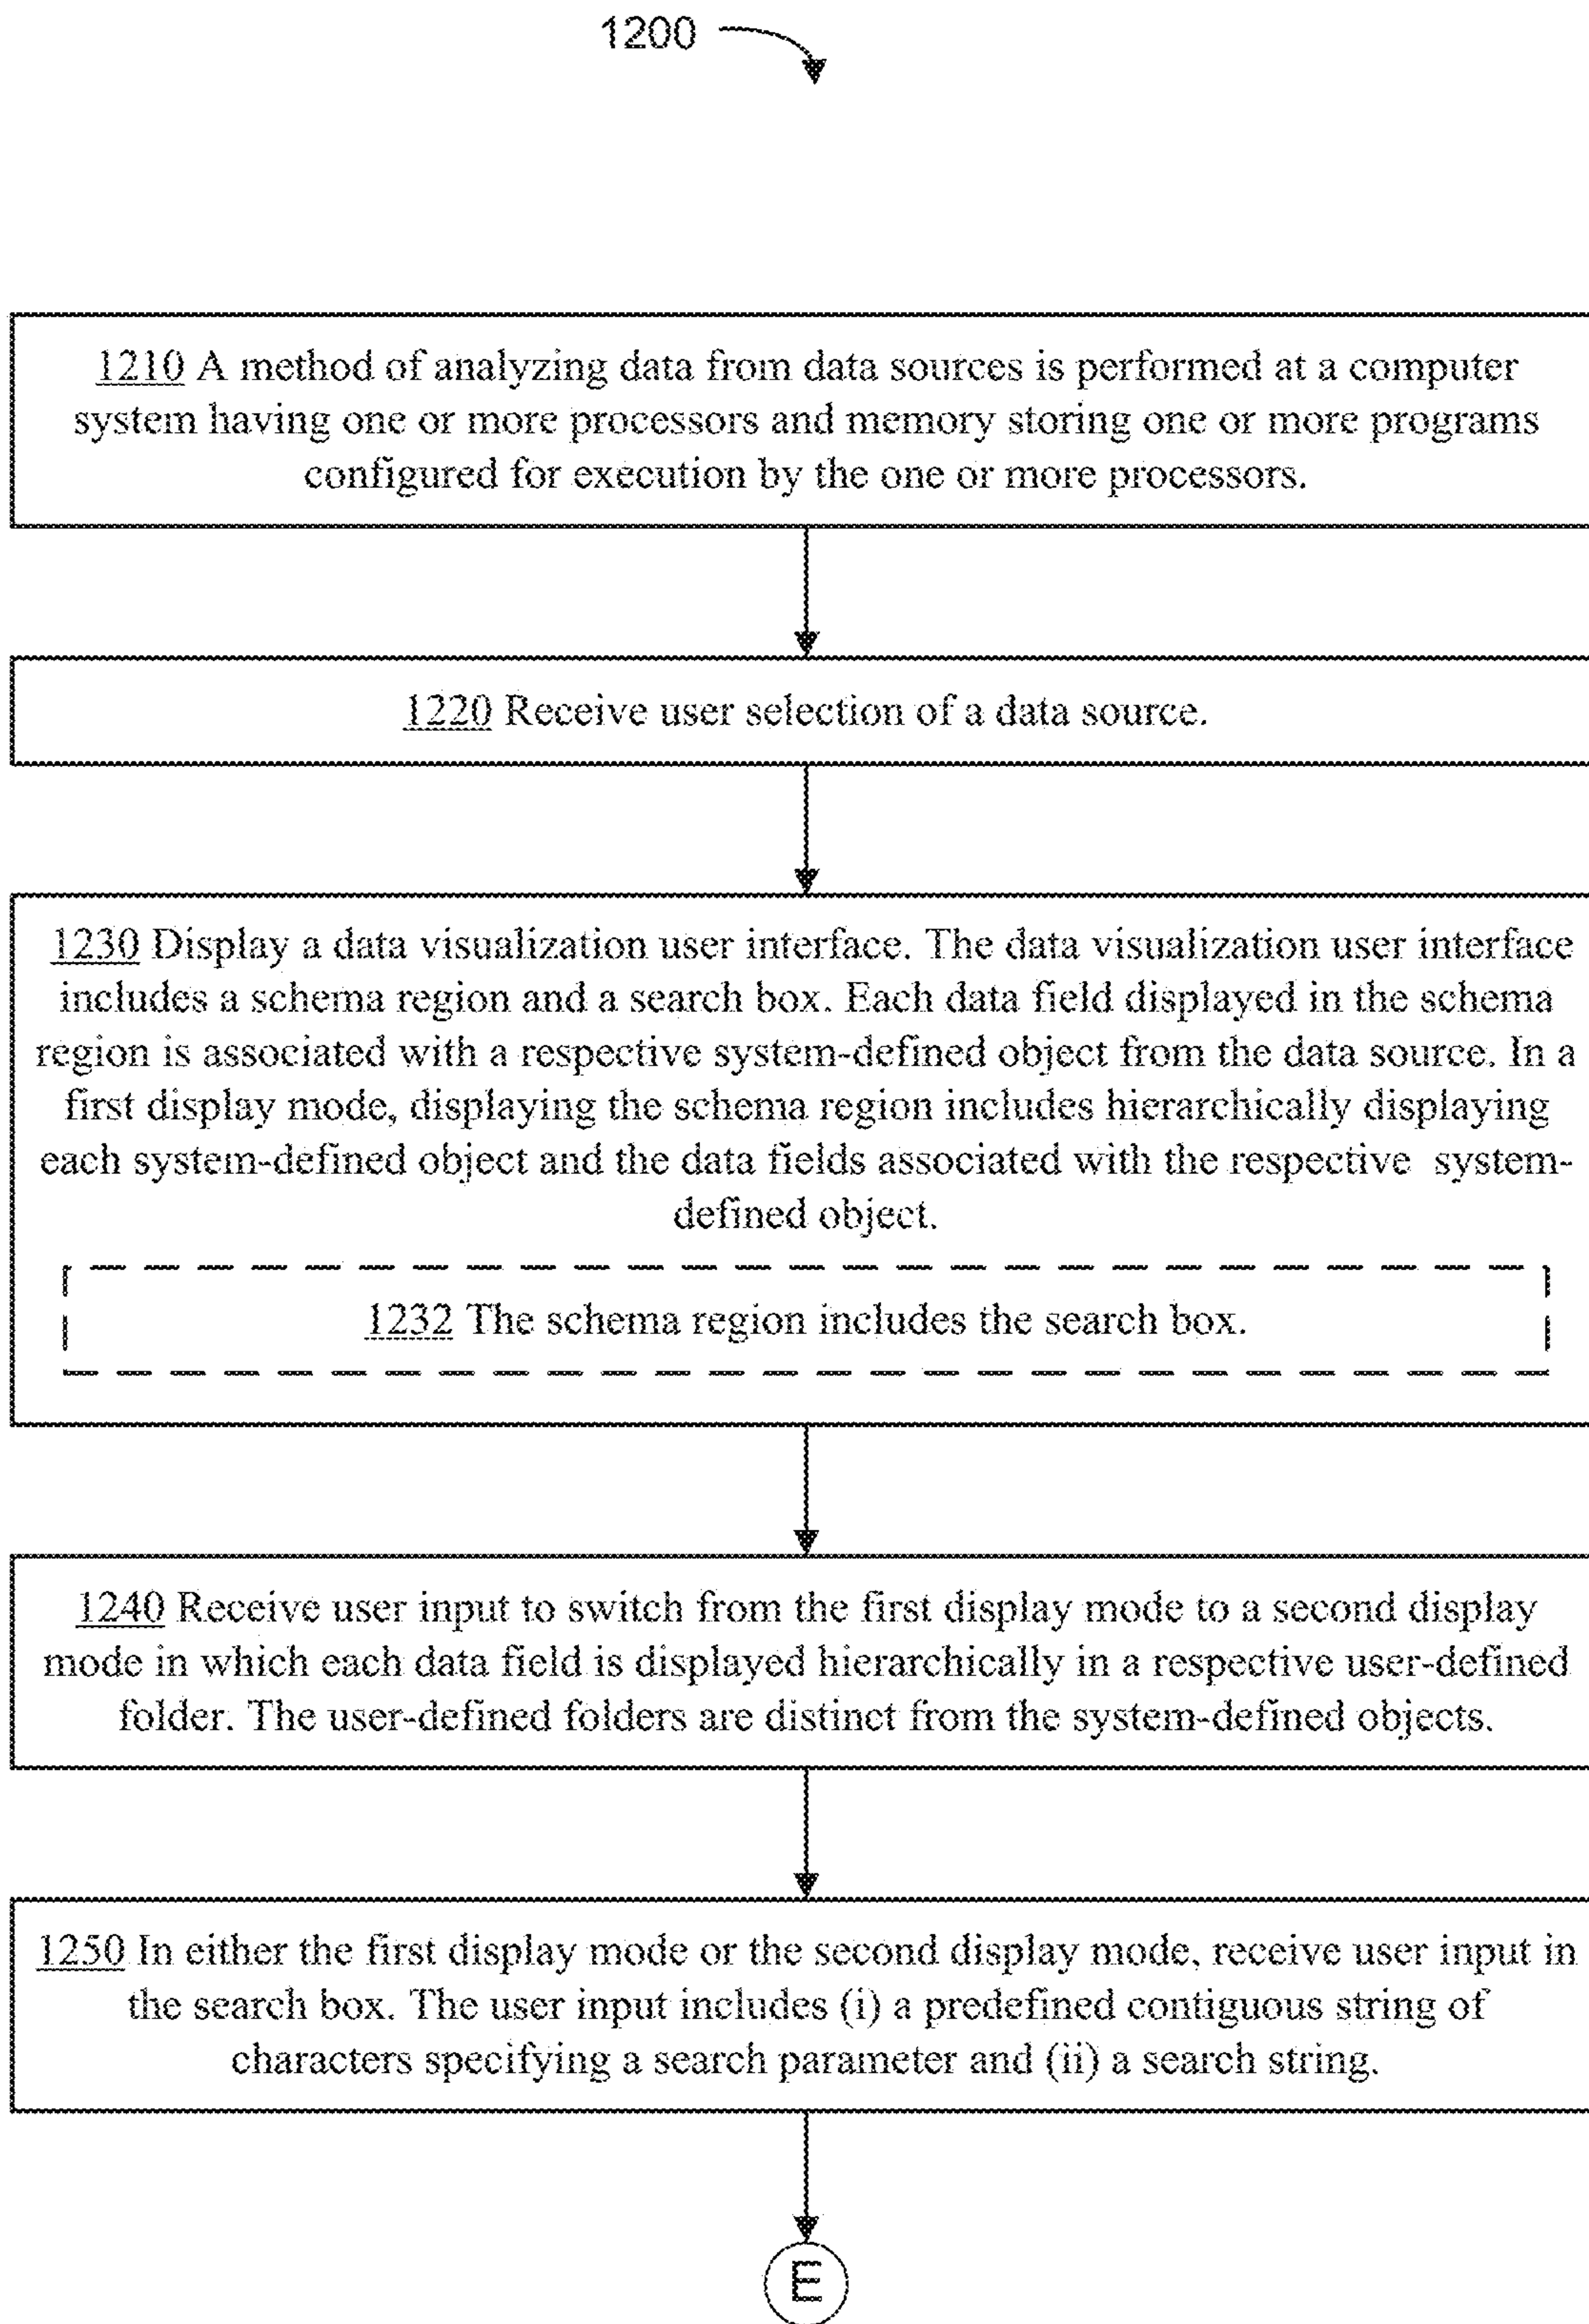 1200
1210 A method of analyzing data from data sources is performed at a computer
system having one or more processors and memory storing one or more programs
configured for execution by the one or more processors.
1220 Receive user selection of a data source.
1230 Display a data visualization user interface. The data visualization user interface
includes a schema region and a search box. Each data field displayed in the schema
region is associated with a respective system-defined object from the data source. In a
first display mode, displaying the schema region includes hierarchically displaying
each system-defined object and the data fields associated with the respective system-
defined object.
1232 The schema region includes the search box.
1240 Receive user input to switch from the first display mode to a second display
mode in which each data field is displayed hierarchically in a respective user-defined
folder. The user-defined folders are distinct from the system-defined objects.
1250 In either the first display mode or the second display mode, receive user input in
the search box. The user input includes (i) a predefined contiguous string of
characters specifying a search parameter and (ii) a search string.
E